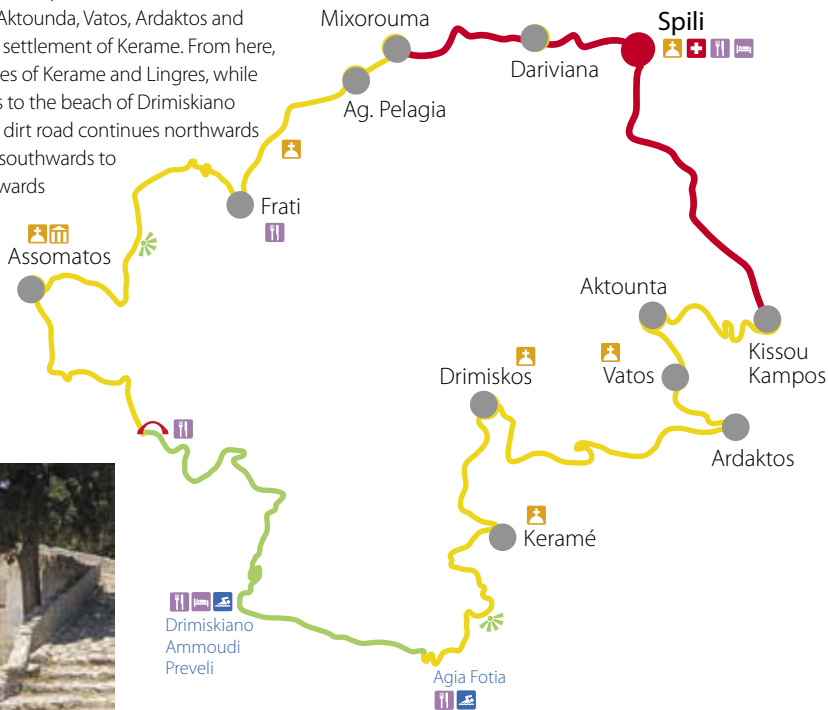 Aktounda, Vatos, Ardaktos and
settlement of Kerame. From here,
es of Kerame and Lingres, while
s to the beach of Drimiskiano
dirt road continues northwards
southwards to
wards
Mixorouma
Spili
Dariviana
Ag. Pelagia
Frati
Assomatos
Aktounta
Kissou
Kampos
Drimiskos
Vatos
Ardaktos
Keramé
Drimiskiano
Ammoudi
Preveli
Agia Fotia